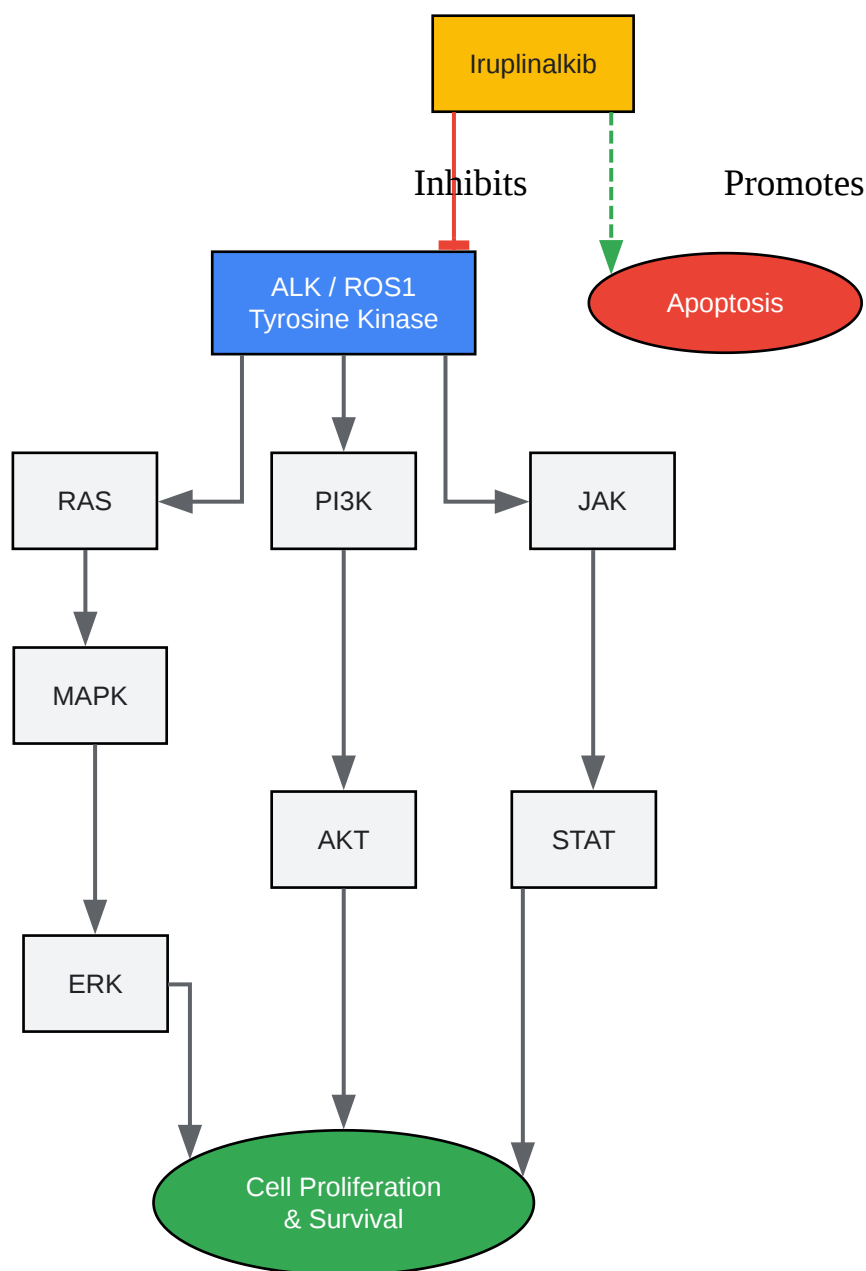 Iruplinalkib
Inhibits
Promotes
ALK / ROS1
Tyrosine Kinase
Apoptosis
RAS
PI3K
JAK
MAPK
AKT
STAT
ERK
Cell Proliferation
& Survival